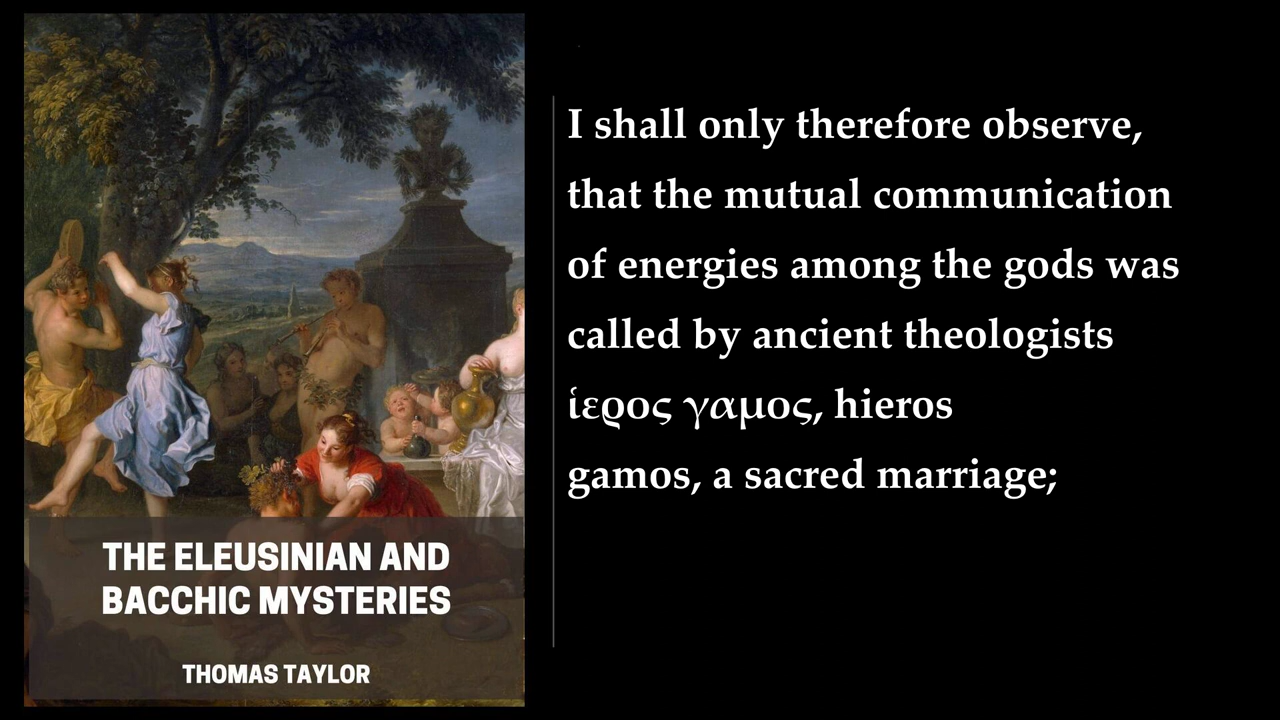 THE ELEUSINIAN AND
BACCHIC MYSTERIES
THOMAS TAYLOR
I shall only therefore observe,
that the mutual communication
of energies among the gods was
called by ancient theologists
ἱερος γαμος, hieros
gamos, a sacred marriage;